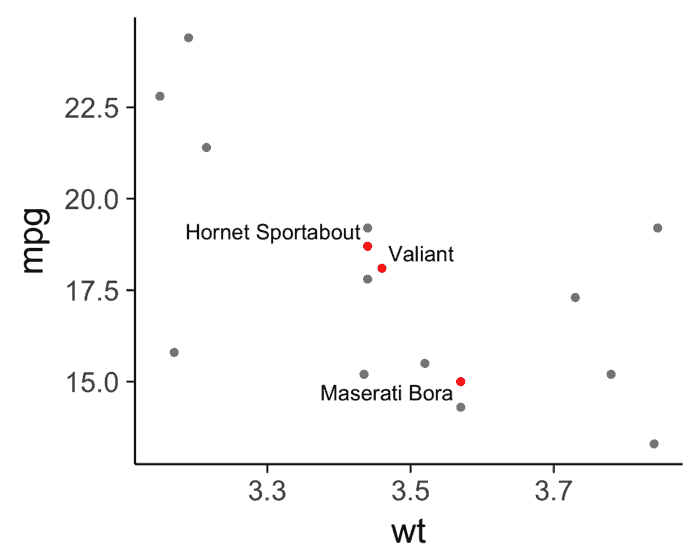 22.5
20.0
17.5
15.0
mpg
Hornet Sportabout
Valiant
Maserati Bora
3.3 3.5 3.7
wt